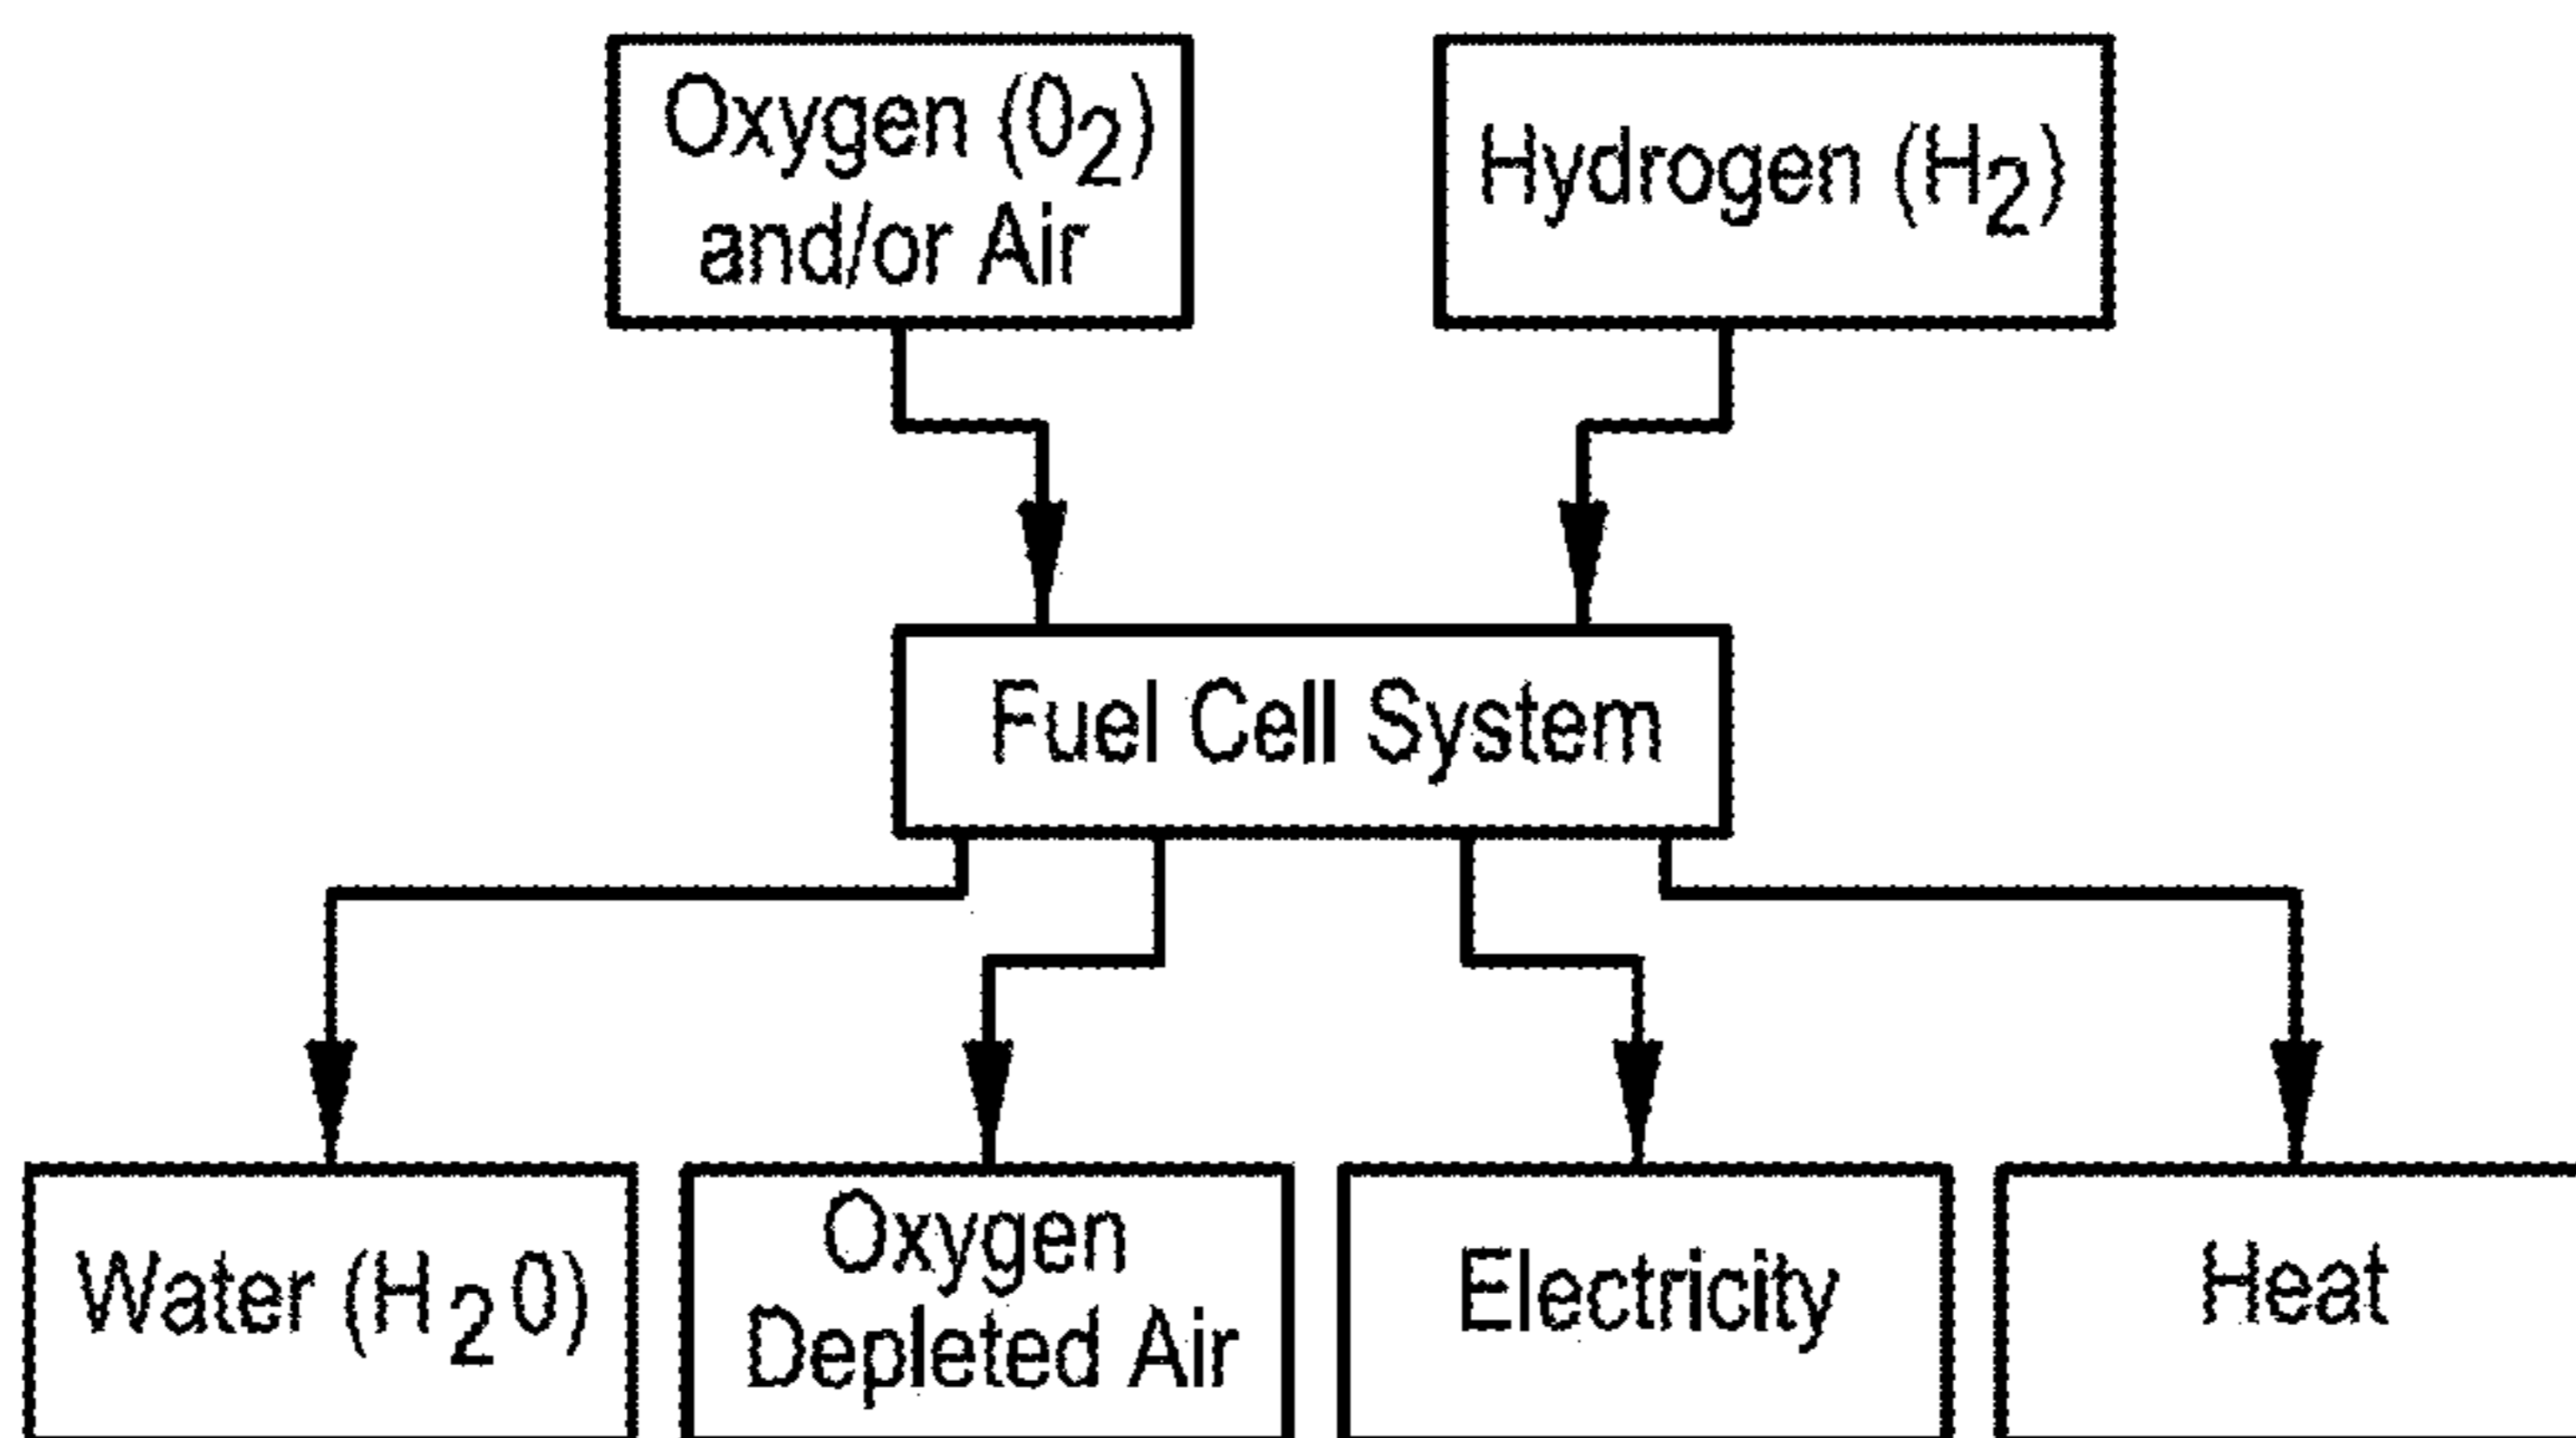 Oxygen (0₂)
and/or Air
Hydrogen (H₂)
Fuel Cell System
Water (H₂0)
Oxygen
Depleted Air
Electricity
Heat